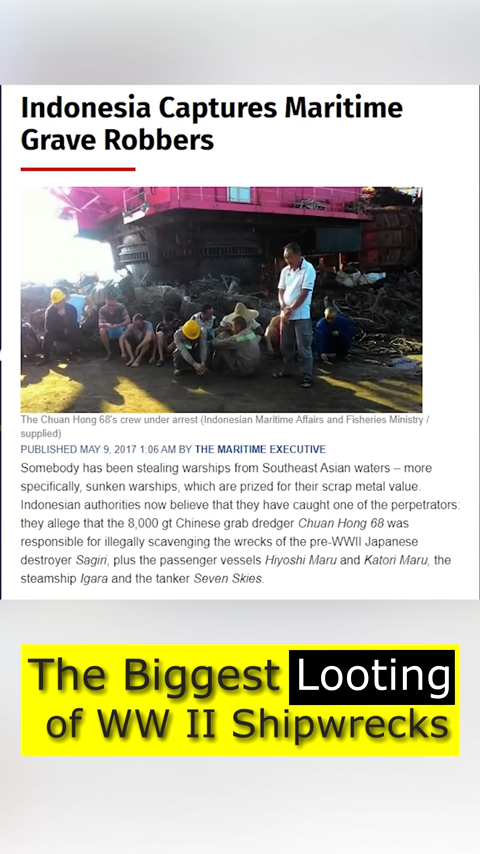 Indonesia Captures Maritime
Grave Robbers
The Chuan Hong 68's crew under arrest (Indonesian Maritime Affairs and Fisheries Ministry /
supplied)
PUBLISHED MAY 9, 2017 1:06 AM BY THE MARITIME EXECUTIVE
Somebody has been stealing warships from Southeast Asian waters – more
specifically, sunken warships, which are prized for their scrap metal value.
Indonesian authorities now believe that they have caught one of the perpetrators:
they allege that the 8,000 gt Chinese grab dredger Chuan Hong 68 was
responsible for illegally scavenging the wrecks of the pre-WWII Japanese
destroyer Sagiri, plus the passenger vessels Hiyoshi Maru and Katori Maru, the
steamship Igara and the tanker Seven Skies.
The Biggest Looting
of WW II Shipwrecks